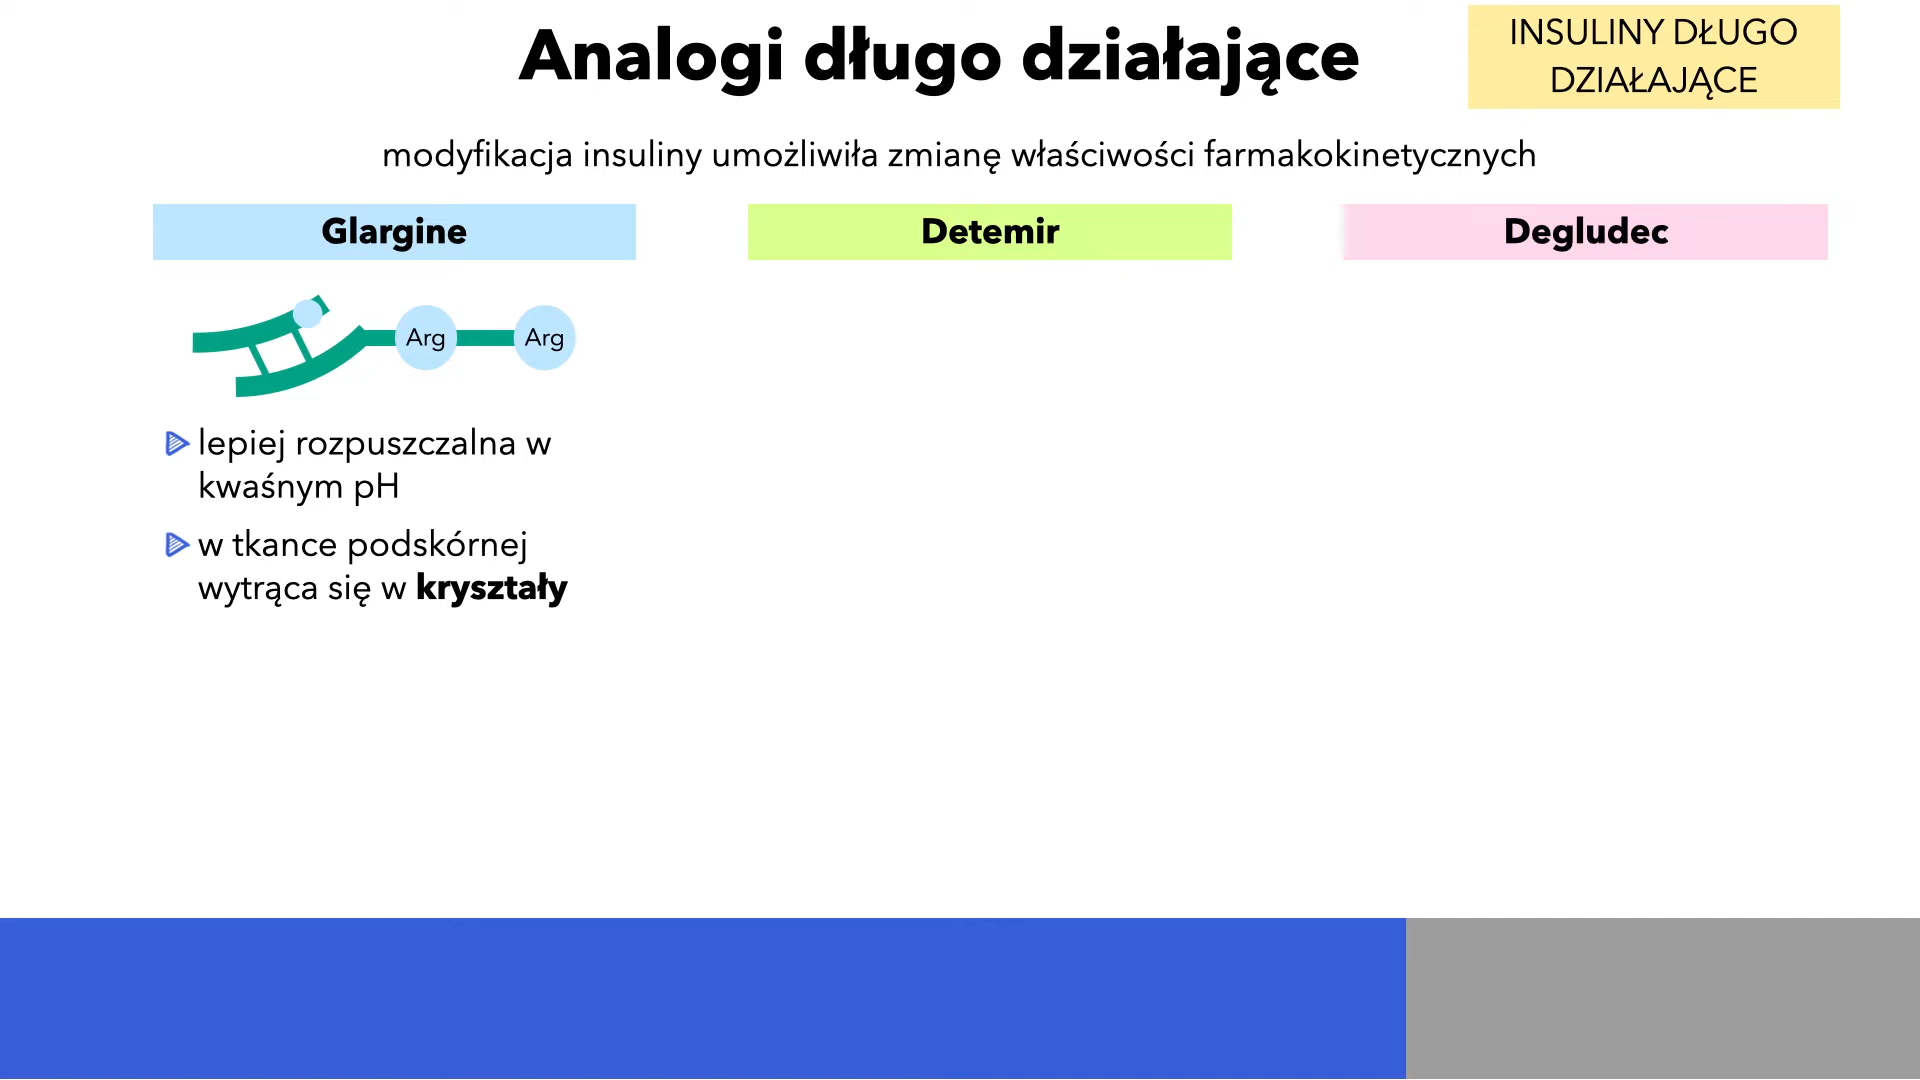 Analogi długo działające
INSULINY DŁUGO
DZIAŁAJĄCE
modyfikacja insuliny umożliwiła zmianę właściwości farmakokinetycznych
Glargine
Detemir
Degludec
Arg
Arg
lepiej rozpuszczalna w
kwaśnym pH
w tkance podskórnej
wytrąca się w kryształy